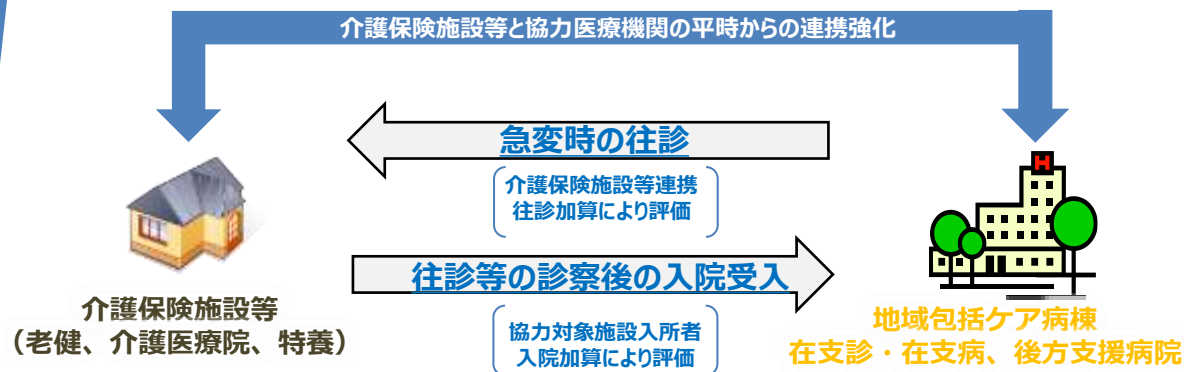 介護保険施設等と協力医療機関の平時からの連携強化
急変時の往診
介護保険施設等連携
往診加算により評価
H
往診等の診察後の入院受入
介護保険施設等
（老健、介護医療院、特養）
協力対象施設入所者
入院加算により評価
地域包括ケア病棟
在支診・在支病、後方支援病院